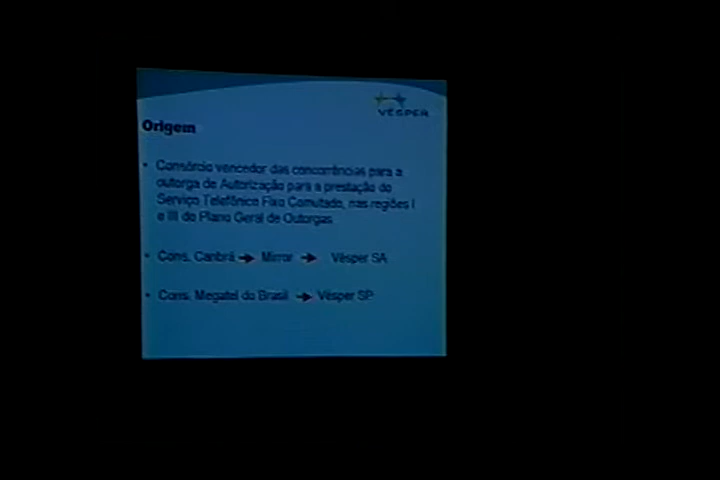 VÉSPER
Origem
• Consórcio vencedor das concorrências para a
outorga de Autorização para a prestação do
Serviço Telefônico Fixo Comutado, nas regiões I
e III do Plano Geral de Outorgas
• Cons. Canbrá → Mirror → Vésper SA
• Cons. Megatel do Brasil → Vésper SP